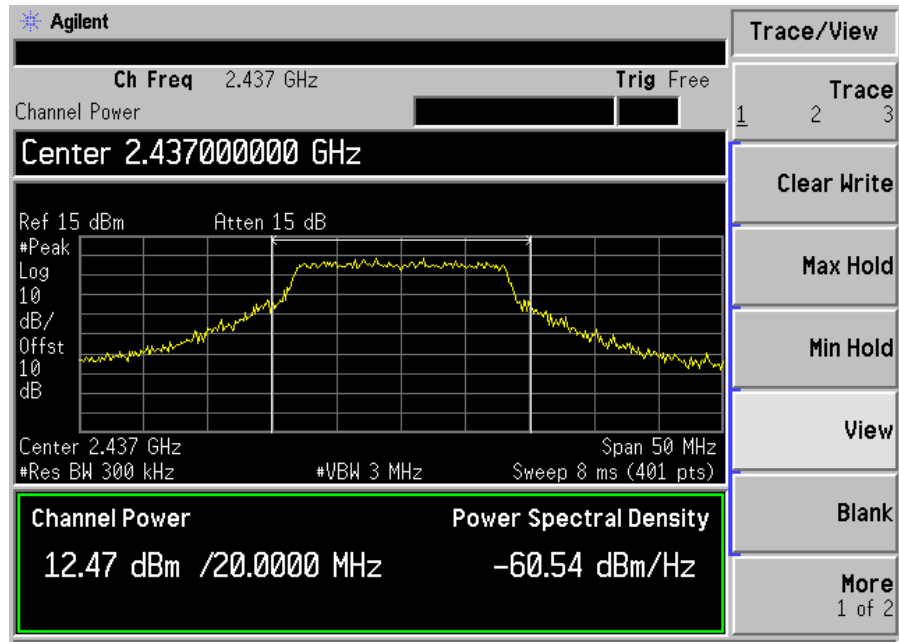 Agilent
Trace/View
Ch Freq 2.437 GHz Trig Free
Channel Power
Trace
1 2 3
Center 2.437000000 GHz
Clear Write
Ref 15 dBm Atten 15 dB
#Peak
Log
10
dB/
Offst
10
dB
Max Hold
Min Hold
View
Center 2.437 GHz Span 50 MHz
#Res BW 300 kHz #VBW 3 MHz Sweep 8 ms (401 pts)
Channel Power Power Spectral Density
12.47 dBm /20.0000 MHz -60.54 dBm/Hz
Blank
More
1 of 2